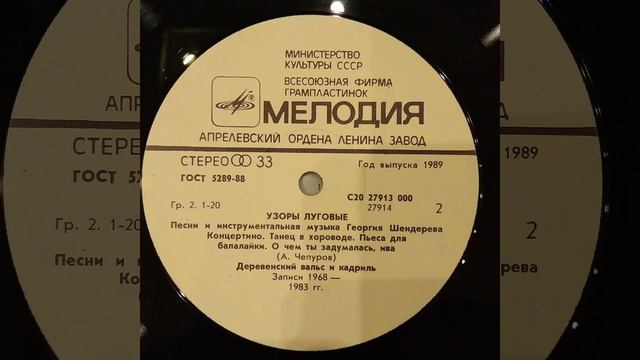 МИНИСТЕРСТВО
КУЛЬТУРЫ СССР
ВСЕСОЮЗНАЯ ФИРМА
ГРАМПЛАСТИНОК
МЕЛОДИЯ
АПРЕЛЕВСКИЙ ОРДЕНА ЛЕНИНА ЗАВОД
СТЕРЕО 33
Год выпуска 1989
ГОСТ 5289-88
С20 27913 000
Гр. 2. 1-20
27914
2
УЗОРЫ ЛУГОВЫЕ
Песни и инструментальная музыка Георгия Шендерева
Концертино. Танец в хороводе. Пьеса для
балалайки. О чем ты задумалась, ива
(А. Чепуров)
Деревенский вальс и кадриль
Записи 1968 —
1983 гг.